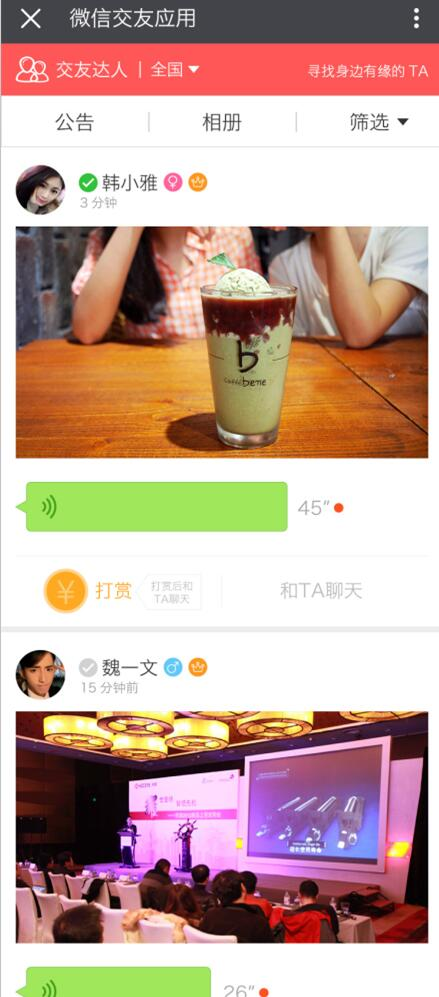 微信交友应用
交友达人 | 全国
寻找身边有缘的 TA
公告
相册
筛选
韩小雅
3 分钟
b
Caffé bene
45″
¥ 打赏
打赏后和
TA聊天
和TA聊天
魏一文
15 分钟前
26″